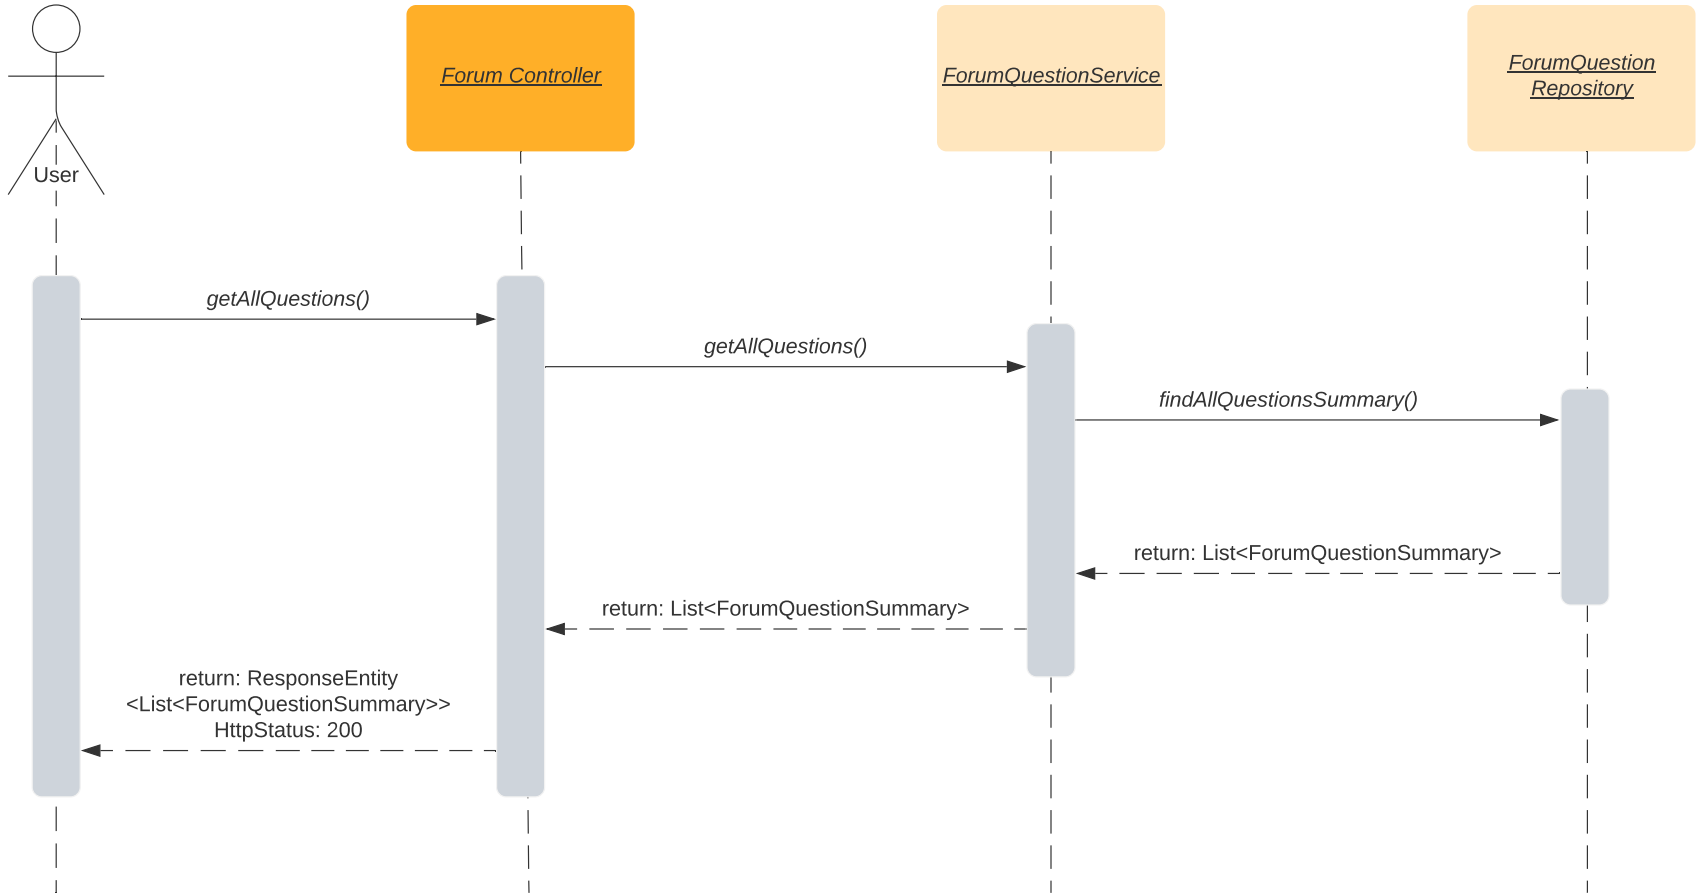 Forum Controller
ForumQuestionService
ForumQuestion
Repository
User
getAllQuestions()
getAllQuestions()
findAllQuestionsSummary()
return: List<ForumQuestionSummary>
return: List<ForumQuestionSummary>
return: ResponseEntity
<List<ForumQuestionSummary>>
HttpStatus: 200